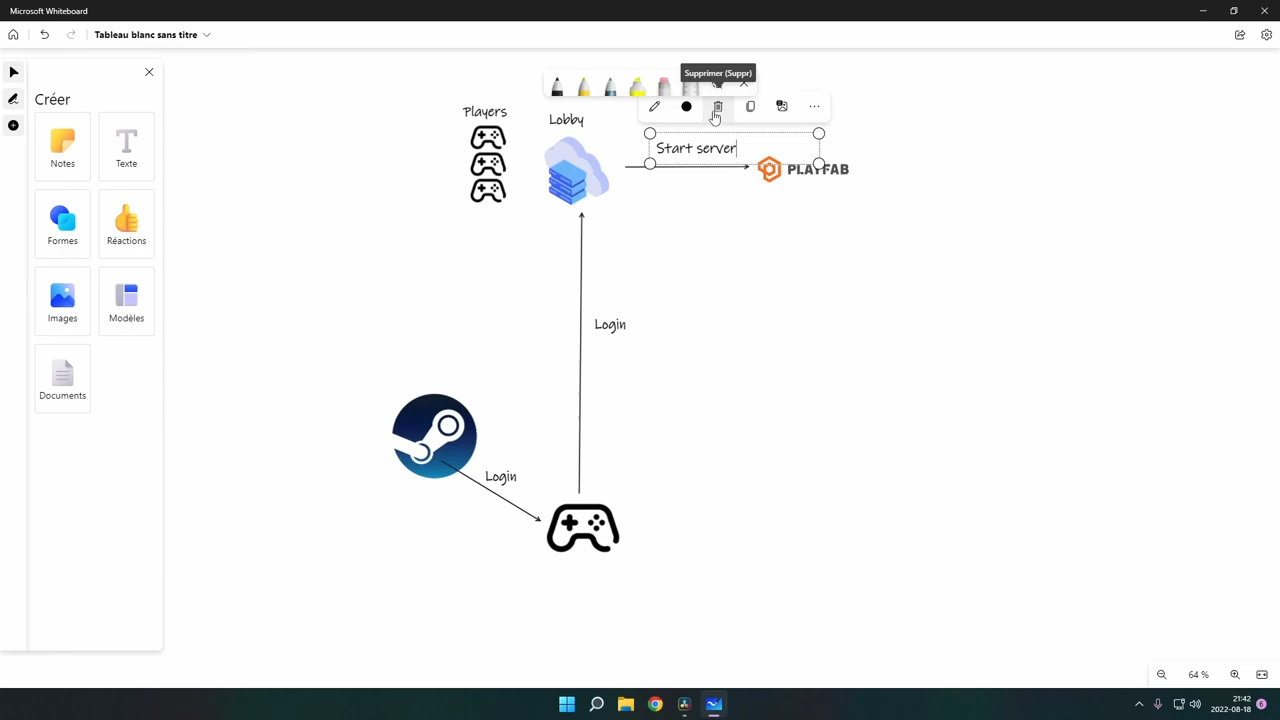 Microsoft Whiteboard
Tableau blanc sans titre
Supprimer (Suppr)
Créer
Notes
Texte
Formes
Réactions
Images
Modèles
Documents
Players
Lobby
Start server
PLAYFAB
Login
Login
64 %
21:42
2022-08-18
6